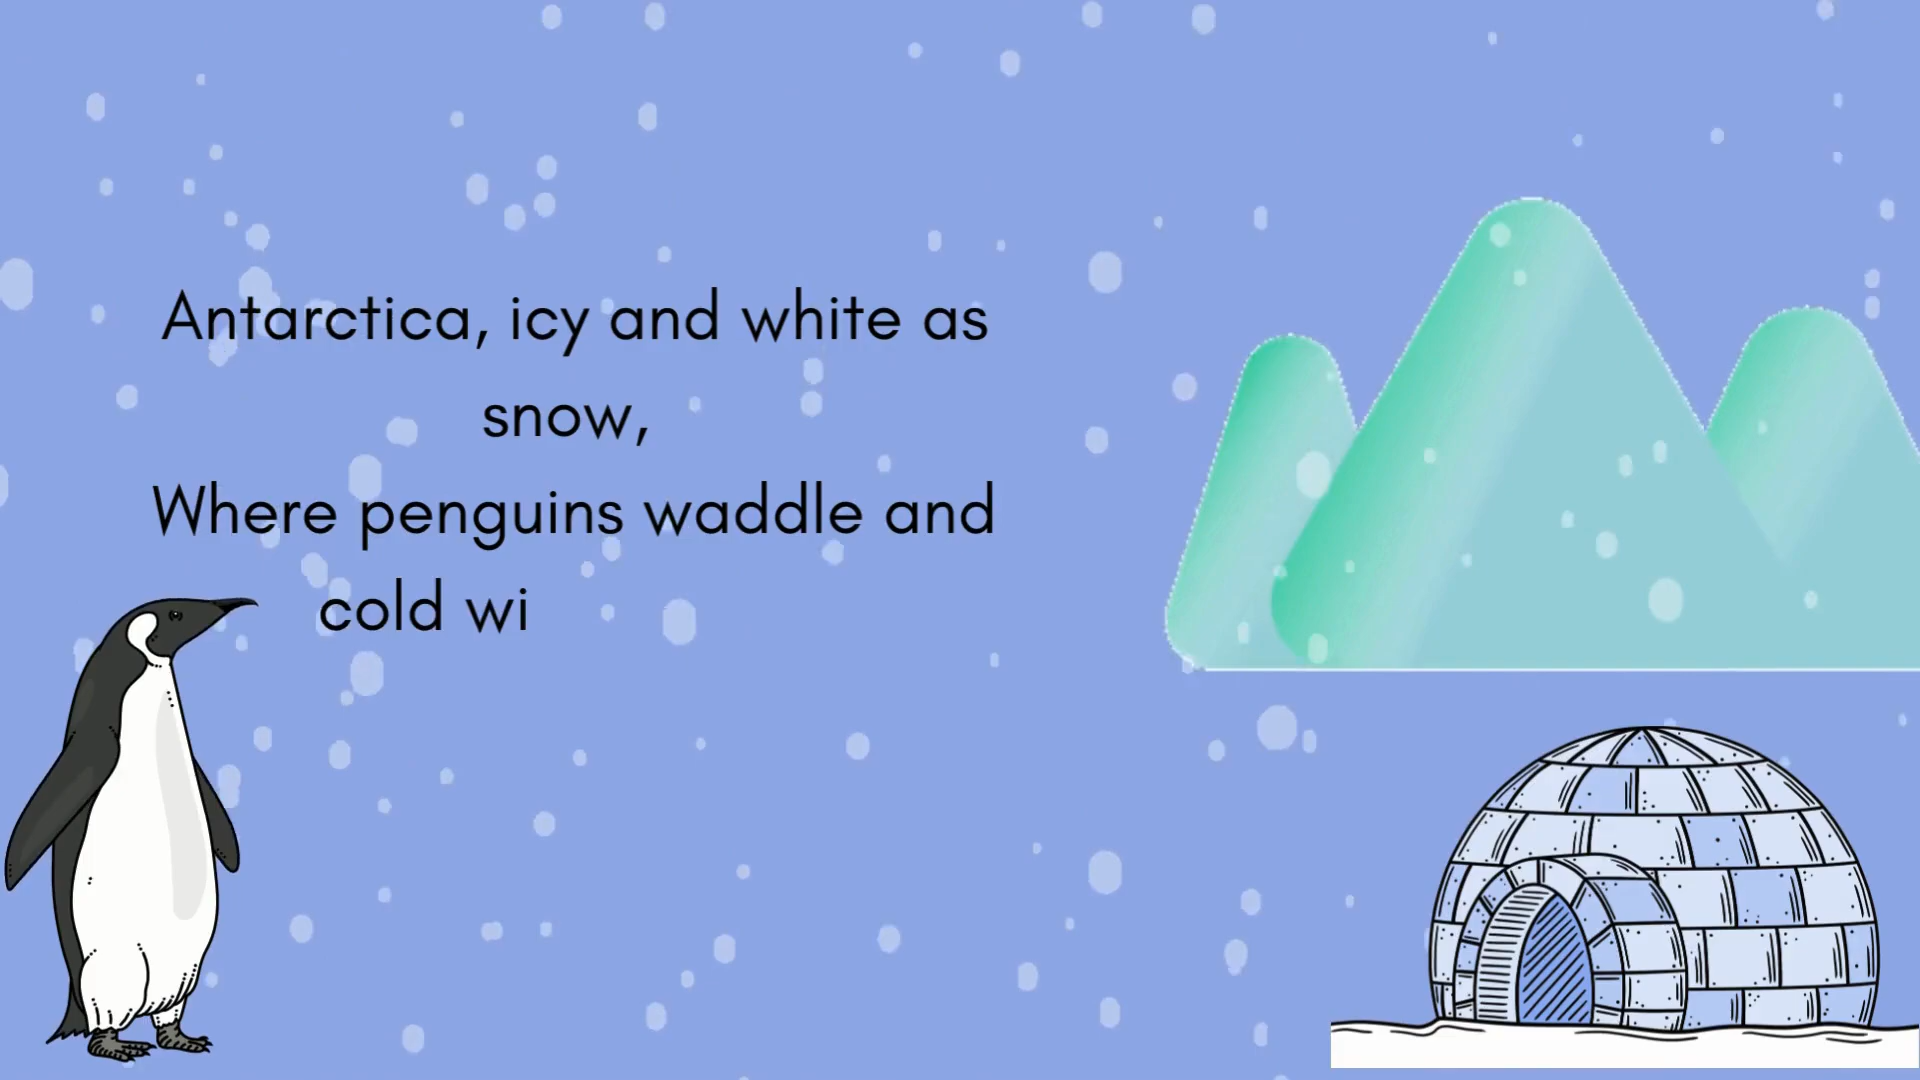 Antarctica, icy and white as
snow,
Where penguins waddle and
cold wi